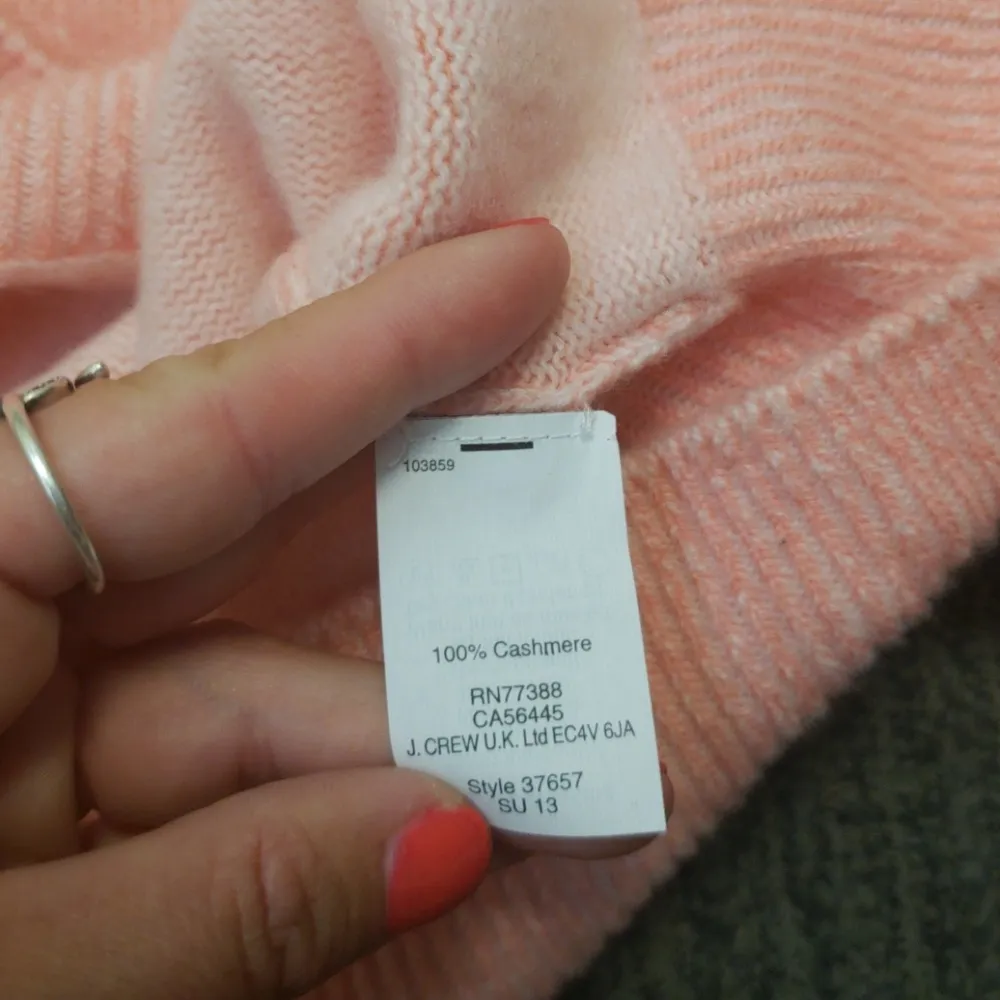 103859
100% Cashmere
RN77388
CA56445
J. CREW U.K. Ltd EC4V 6JA
Style 37657
SU 13